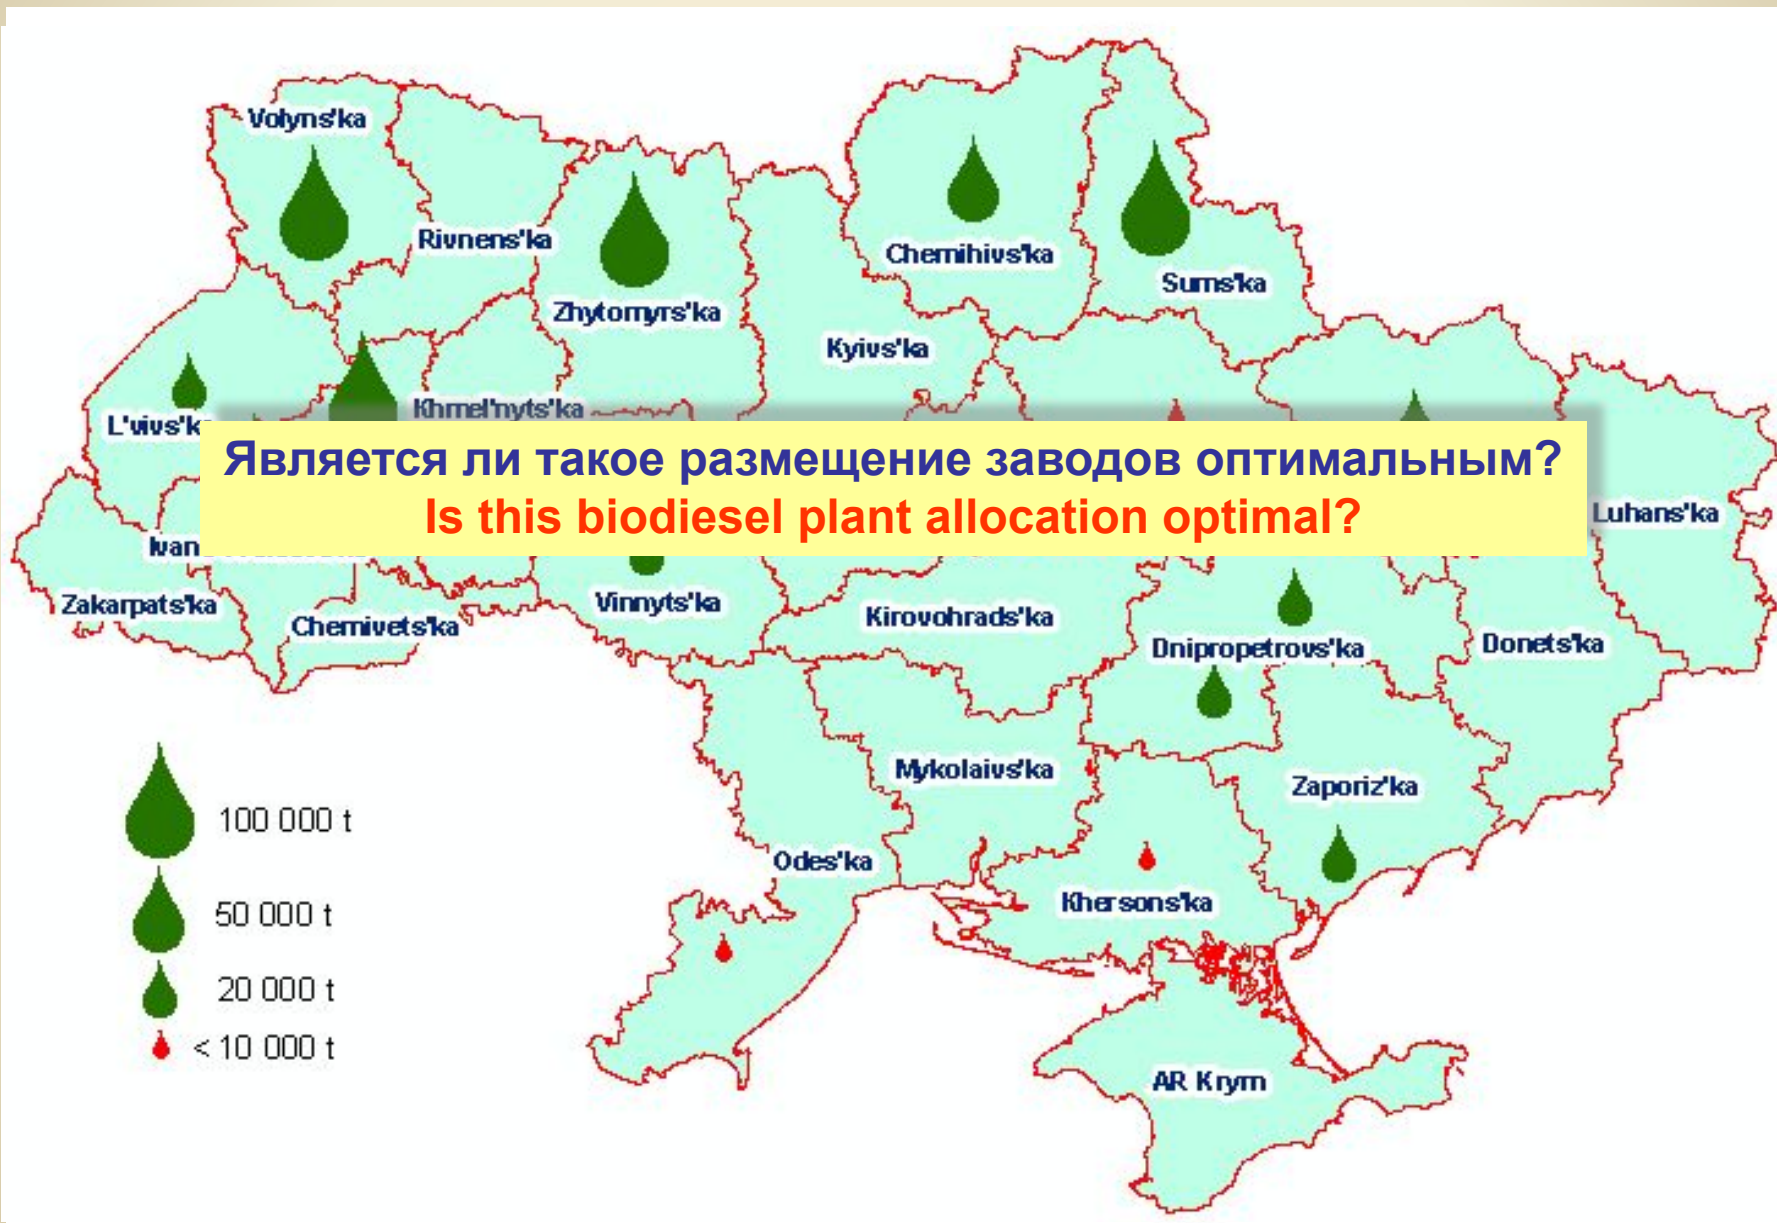 Volyns'ka
Rivnens'ka
Zhytomyrs'ka
Chernihivs'ka
Sums'ka
Kyivs'ka
Khmel'nyts'ka
L'vivs'k
Является ли такое размещение заводов оптимальным?
Is this biodiesel plant allocation optimal?
Luhans'ka
Ivan
Zakarpats'ka
Chernivets'ka
Vinnyts'ka
Kirovohrads'ka
Dnipropetrovs'ka
Donets'ka
Mykolaivs'ka
Zaporiz'ka
Odes'ka
Khersons'ka
AR Krym
100 000 t
50 000 t
20 000 t
< 10 000 t